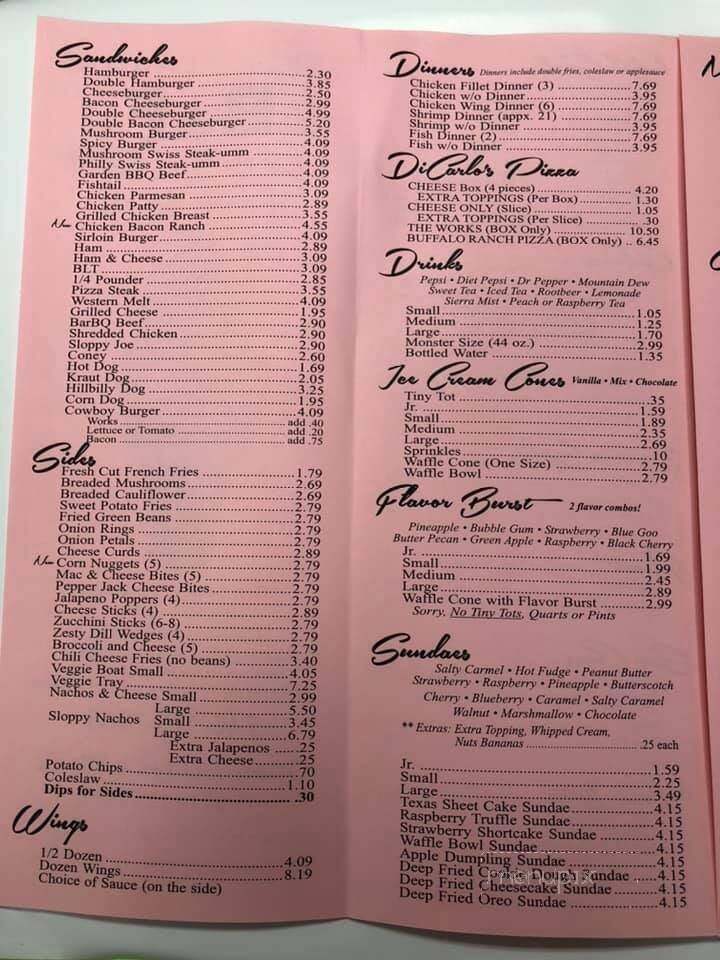 Sandwiches
Hamburger 2.30
Double Hamburger 3.85
Cheeseburger 2.50
Bacon Cheeseburger 2.99
Double Cheeseburger 4.99
Double Bacon Cheeseburger 5.20
Mushroom Burger 3.55
Spicy Burger 4.09
Mushroom Swiss Steak-umm 4.09
Philly Swiss Steak-umm 4.09
Garden BBQ Beef 4.09
Fishtail 4.09
Chicken Parmesan 3.09
Chicken Patty 2.89
Grilled Chicken Breast 3.55
New Chicken Bacon Ranch 4.55
Sirloin Burger 4.09
Ham 2.89
Ham & Cheese 3.09
BLT 3.09
1/4 Pounder 2.85
Pizza Steak 3.55
Western Melt 4.09
Grilled Cheese 1.95
BarBQ Beef 2.90
Shredded Chicken 2.90
Sloppy Joe 2.90
Coney 2.60
Hot Dog 1.69
Kraut Dog 2.05
Hillbilly Dog 3.25
Corn Dog 1.95
Cowboy Burger 4.09
Works add .40
Lettuce or Tomato add .20
Bacon add .75
Sides
Fresh Cut French Fries 1.79
Breaded Mushrooms 2.69
Breaded Cauliflower 2.69
Sweet Potato Fries 2.79
Fried Green Beans 2.79
Onion Rings 2.79
Onion Petals 2.79
Cheese Curds 2.89
New Corn Nuggets (5) 2.79
Mac & Cheese Bites (5) 2.79
Pepper Jack Cheese Bites 2.79
Jalapeno Poppers (4) 2.79
Cheese Sticks (4) 2.89
Zucchini Sticks (6-8) 2.79
Zesty Dill Wedges (4) 2.79
Broccoli and Cheese (5) 2.79
Chili Cheese Fries (no beans) 3.40
Veggie Boat Small 4.05
Veggie Tray 7.25
Nachos & Cheese Small 2.99
Large 5.50
Sloppy Nachos Small 3.45
Large 6.79
Extra Jalapenos .25
Extra Cheese .25
Potato Chips .70
Coleslaw 1.10
Dips for Sides .30
Wings
1/2 Dozen 4.09
Dozen Wings 8.19
Choice of Sauce (on the side)
Dinners Dinners include double fries, coleslaw or applesauce
Chicken Fillet Dinner (3) 7.69
Chicken w/o Dinner 3.95
Chicken Wing Dinner (6) 7.69
Shrimp Dinner (appx. 21) 7.69
Shrimp w/o Dinner 3.95
Fish Dinner (2) 7.69
Fish w/o Dinner 3.95
DiCarlo's Pizza
CHEESE Box (4 pieces) 4.20
EXTRA TOPPINGS (Per Box) 1.30
CHEESE ONLY (Slice) 1.05
EXTRA TOPPINGS (Per Slice) .30
THE WORKS (BOX Only) 10.50
BUFFALO RANCH PIZZA (BOX Only) 6.45
Drinks
Pepsi • Diet Pepsi • Dr Pepper • Mountain Dew
Sweet Tea • Iced Tea • Rootbeer • Lemonade
Sierra Mist • Peach or Raspberry Tea
Small 1.05
Medium 1.25
Large 1.70
Monster Size (44 oz.) 2.99
Bottled Water 1.35
Ice Cream Cones Vanilla • Mix • Chocolate
Tiny Tot .35
Jr. 1.59
Small 1.89
Medium 2.35
Large 2.69
Sprinkles .10
Waffle Cone (One Size) 2.79
Waffle Bowl 2.79
Flavor Burst 2 flavor combos!
Pineapple • Bubble Gum • Strawberry • Blue Goo
Butter Pecan • Green Apple • Raspberry • Black Cherry
Jr. 1.69
Small 1.99
Medium 2.45
Large 2.89
Waffle Cone with Flavor Burst 2.99
Sorry, No Tiny Tots, Quarts or Pints
Sundaes
Salty Carmel • Hot Fudge • Peanut Butter
Strawberry • Raspberry • Pineapple • Butterscotch
Cherry • Blueberry • Caramel • Salty Caramel
Walnut • Marshmallow • Chocolate
** Extras: Extra Topping, Whipped Cream,
Nuts Bananas .25 each
Jr. 1.59
Small 2.25
Large 3.49
Texas Sheet Cake Sundae 4.15
Raspberry Truffle Sundae 4.15
Strawberry Shortcake Sundae 4.15
Waffle Bowl Sundae 4.15
Apple Dumpling Sundae 4.15
Deep Fried Cookie Dough Sundae 4.15
Deep Fried Cheesecake Sundae 4.15
Deep Fried Oreo Sundae 4.15